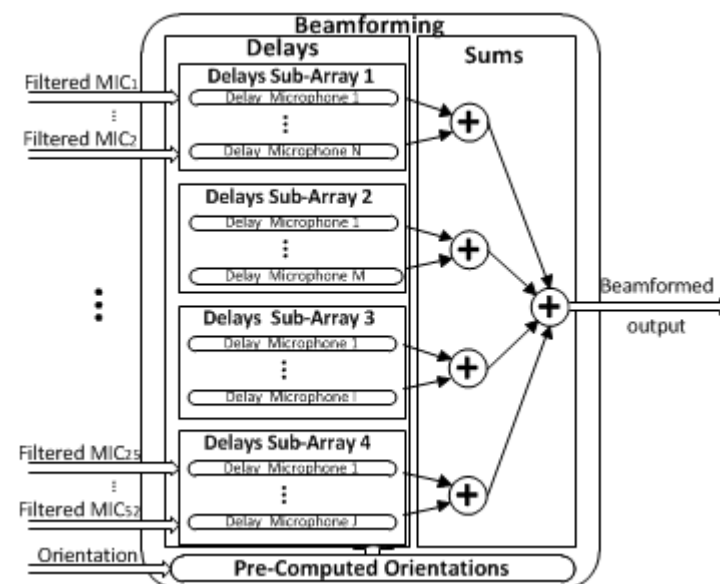 Beamforming
Delays
Sums
Delays Sub-Array 1
Filtered MIC1
Delay Microphone 1
Filtered MIC2
Delay Microphone N
Delays Sub-Array 2
Delay Microphone 1
Delay Microphone M
Beamformed
output
Delays Sub-Array 3
Delay Microphone 1
Delay Microphone I
Delays Sub-Array 4
Filtered MIC25
Delay Microphone 1
Filtered MIC52
Delay Microphone J
Orientation
Pre-Computed Orientations